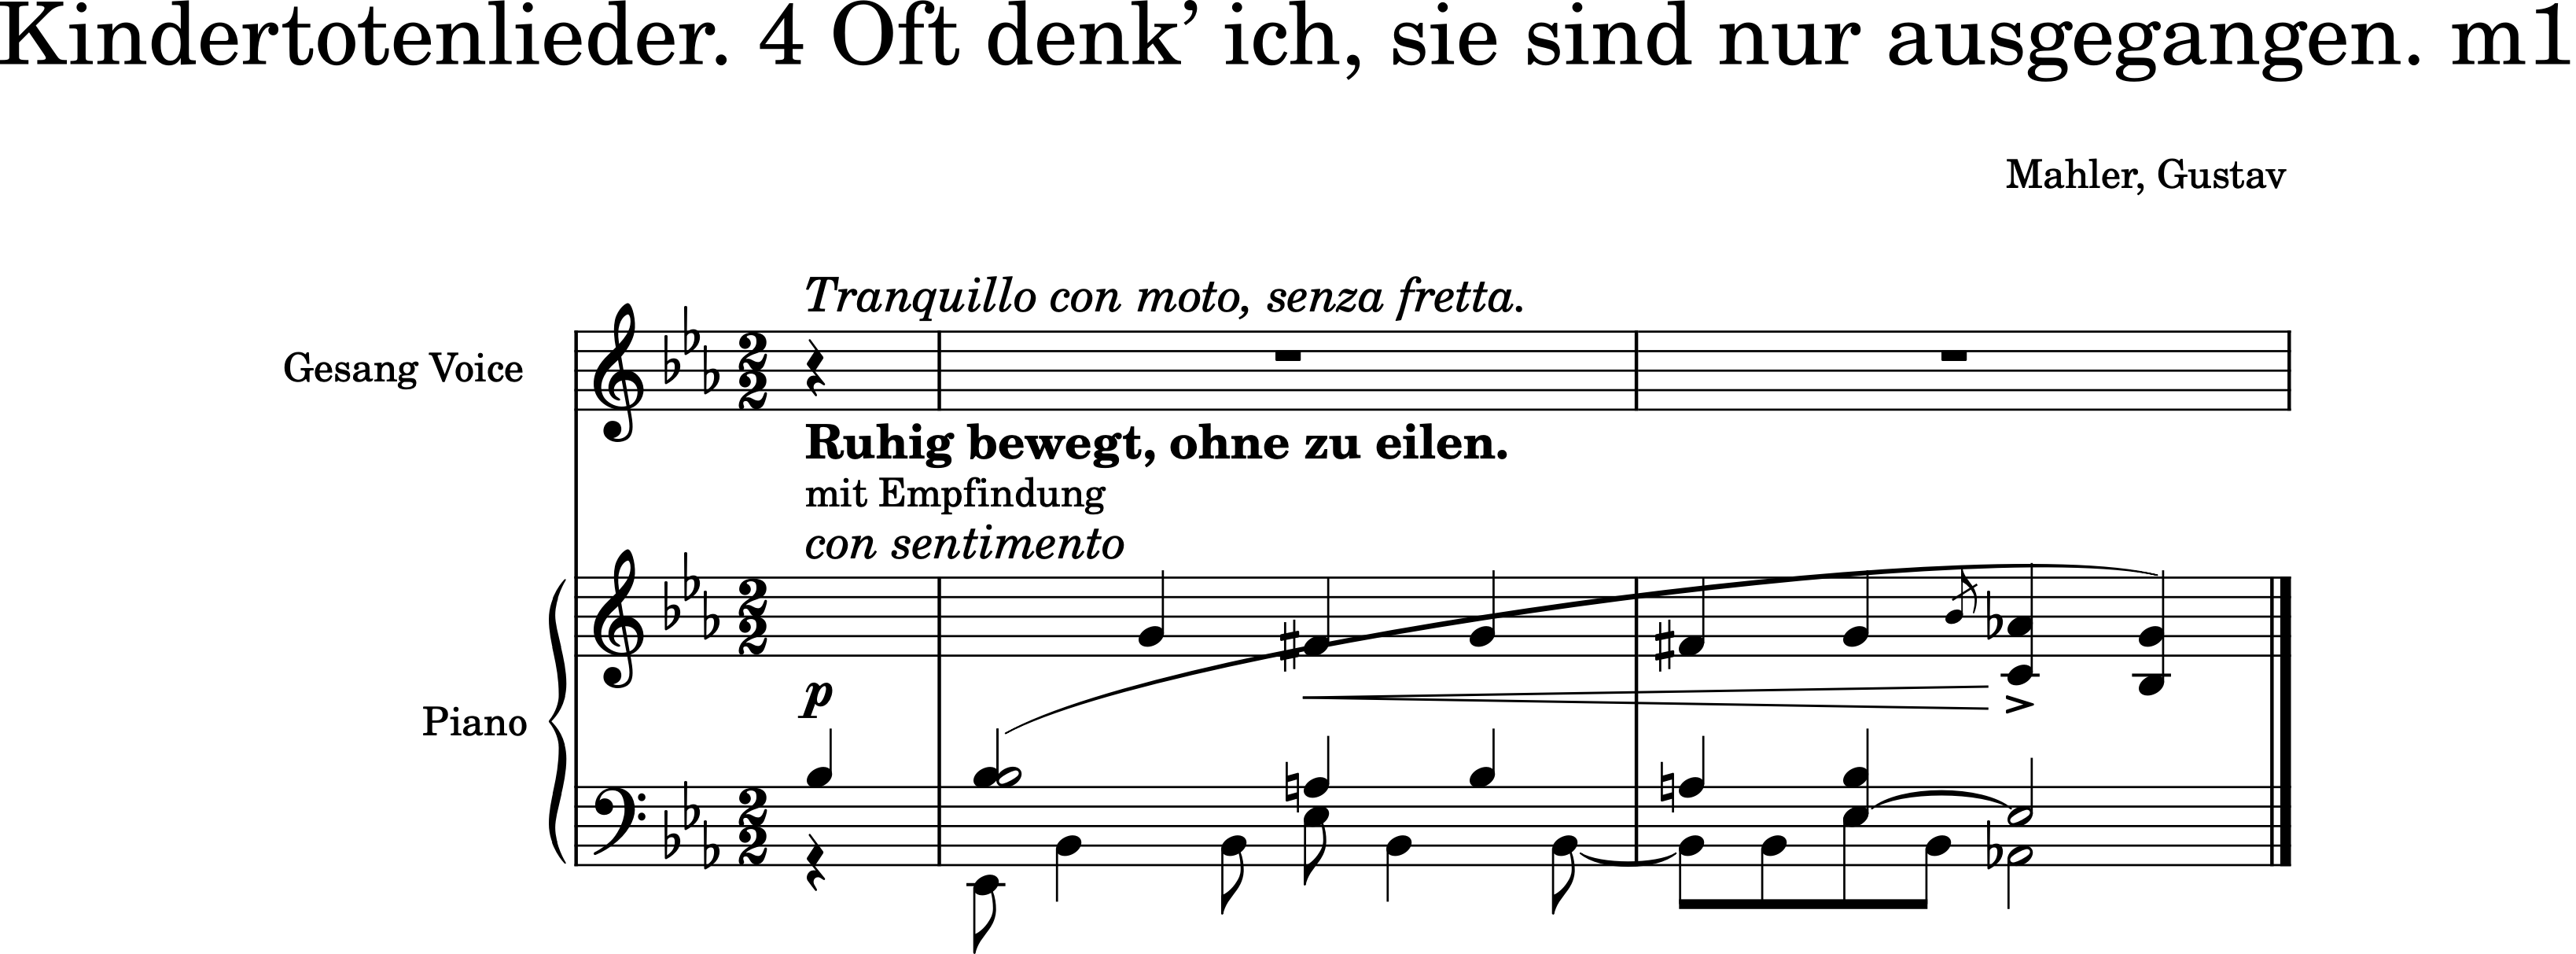 Kindertotenlieder. 4 Oft denk’ ich, sie sind nur ausgegangen. m1
Mahler, Gustav
Tranquillo con moto, senza fretta.
Gesang Voice
Ruhig bewegt, ohne zu eilen.
mit Empfindung
con sentimento
p
Piano